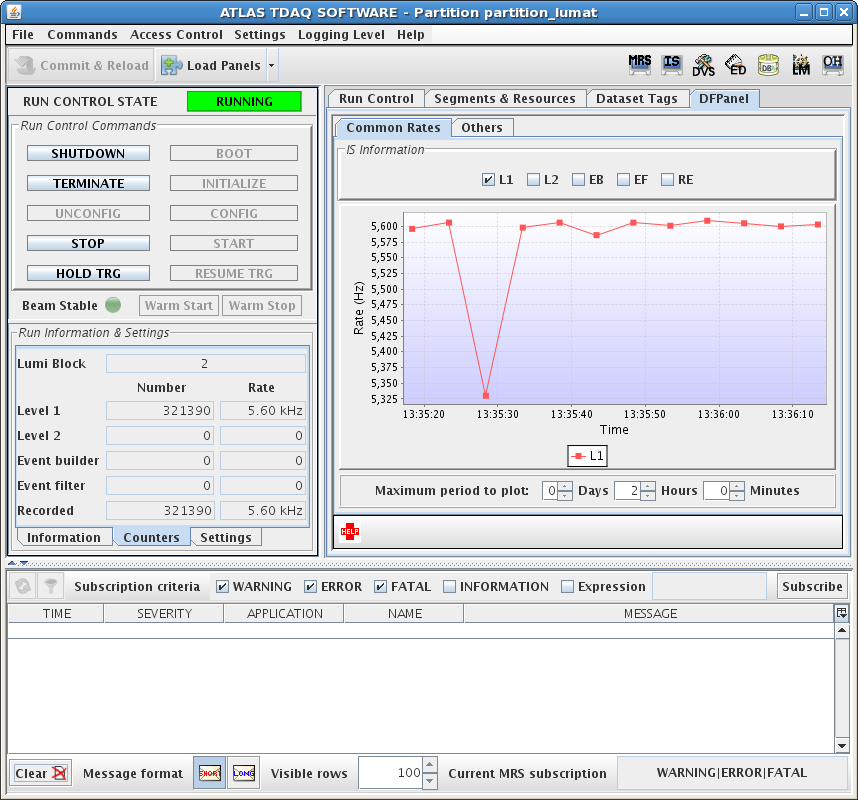 ATLAS TDAQ SOFTWARE - Partition partition_lumat
File Commands Access Control Settings Logging Level Help
Commit & Reload Load Panels MRS IS DVS ED DB LM OH
RUN CONTROL STATE RUNNING
Run Control Commands
SHUTDOWN BOOT
TERMINATE INITIALIZE
UNCONFIG CONFIG
STOP START
HOLD TRG RESUME TRG
Beam Stable Warm Start Warm Stop
Run Information & Settings
Lumi Block 2
Number Rate
Level 1 321390 5.60 kHz
Level 2 0 0
Event builder 0 0
Event filter 0 0
Recorded 321390 5.60 kHz
Information Counters Settings
Run Control Segments & Resources Dataset Tags DFPanel
Common Rates Others
IS Information
L1 L2 EB EF RE
Rate (Hz)
5,600
5,575
5,550
5,525
5,500
5,475
5,450
5,425
5,400
5,375
5,350
5,325
13:35:20 13:35:30 13:35:40 13:35:50 13:36:00 13:36:10
Time
L1
Maximum period to plot: 0 Days 2 Hours 0 Minutes
HELP
Subscription criteria WARNING ERROR FATAL INFORMATION Expression Subscribe
TIME SEVERITY APPLICATION NAME MESSAGE
Clear Message format SHORT LONG Visible rows 100 Current MRS subscription WARNING|ERROR|FATAL